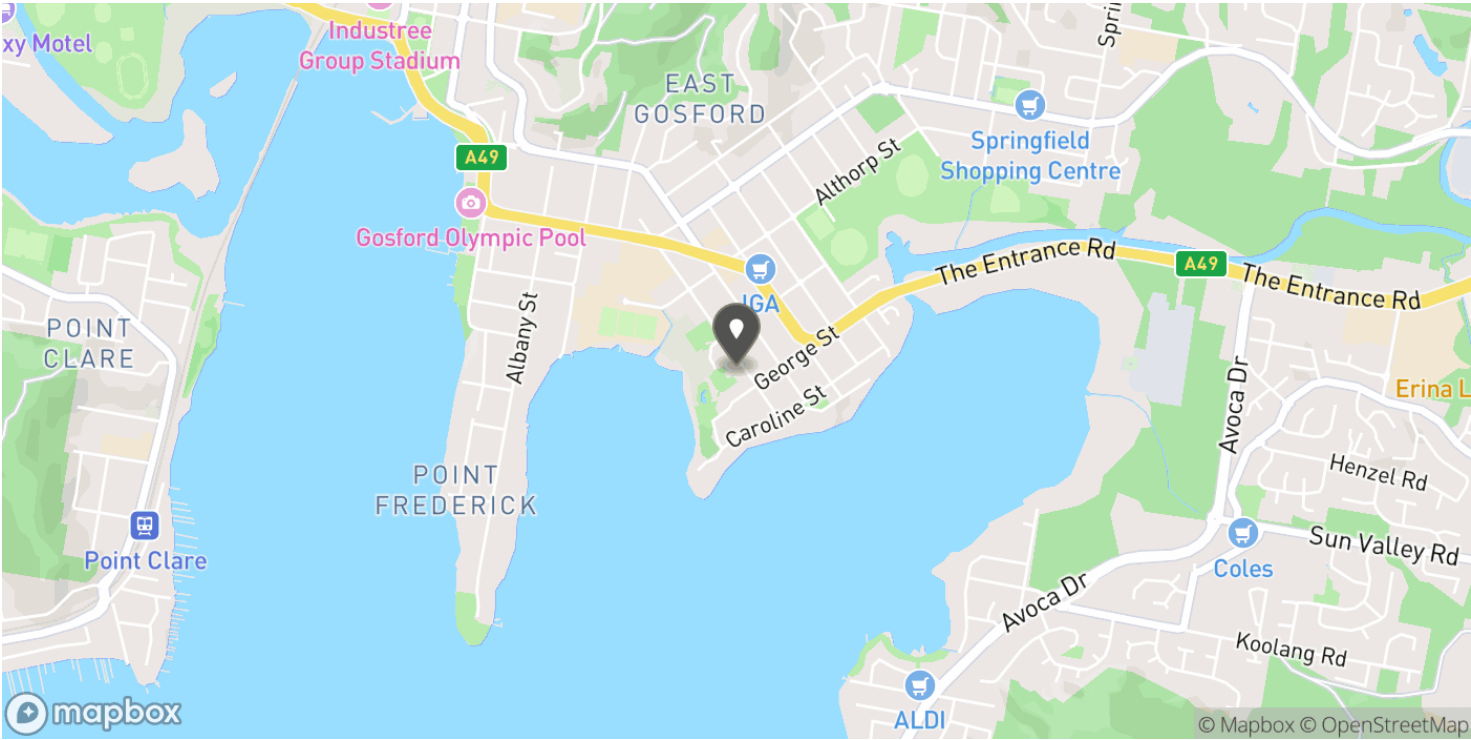 Industree
Group Stadium
xy Motel
Spri
EAST
GOSFORD
Springfield
Shopping Centre
A49
Althorp St
Gosford Olympic Pool
The Entrance Rd
A49
The Entrance Rd
IGA
POINT
CLARE
Albany St
George St
Avoca Dr
Erina L
Caroline St
Henzel Rd
POINT
FREDERICK
Point Clare
Sun Valley Rd
Coles
Avoca Dr
Koolang Rd
ALDI
mapbox
© Mapbox © OpenStreetMap